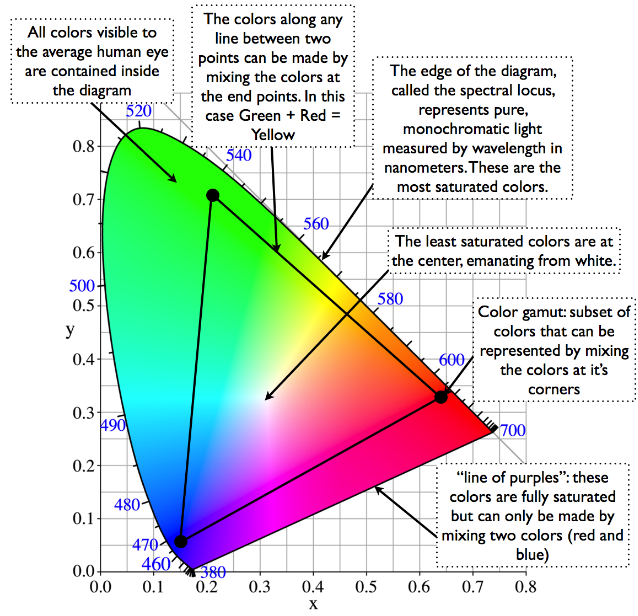 All colors visible to
the average human eye
are contained inside
the diagram
The colors along any
line between two
points can be made by
mixing the colors at
the end points. In this
case Green + Red =
Yellow
The edge of the diagram,
called the spectral locus,
represents pure,
monochromatic light
measured by wavelength in
nanometers. These are the
most saturated colors.
The least saturated colors are at
the center, emanating from white.
Color gamut: subset of
colors that can be
represented by mixing
the colors at it's
corners
"line of purples": these
colors are fully saturated
but can only be made by
mixing two colors (red and
blue)
520
540
560
580
600
700
500
490
480
470
460
380
y
0.8
0.7
0.6
0.5
0.4
0.3
0.2
0.1
0.0
0.0 0.1 0.2 0.3 0.4 0.5 0.6 0.7 0.8
x